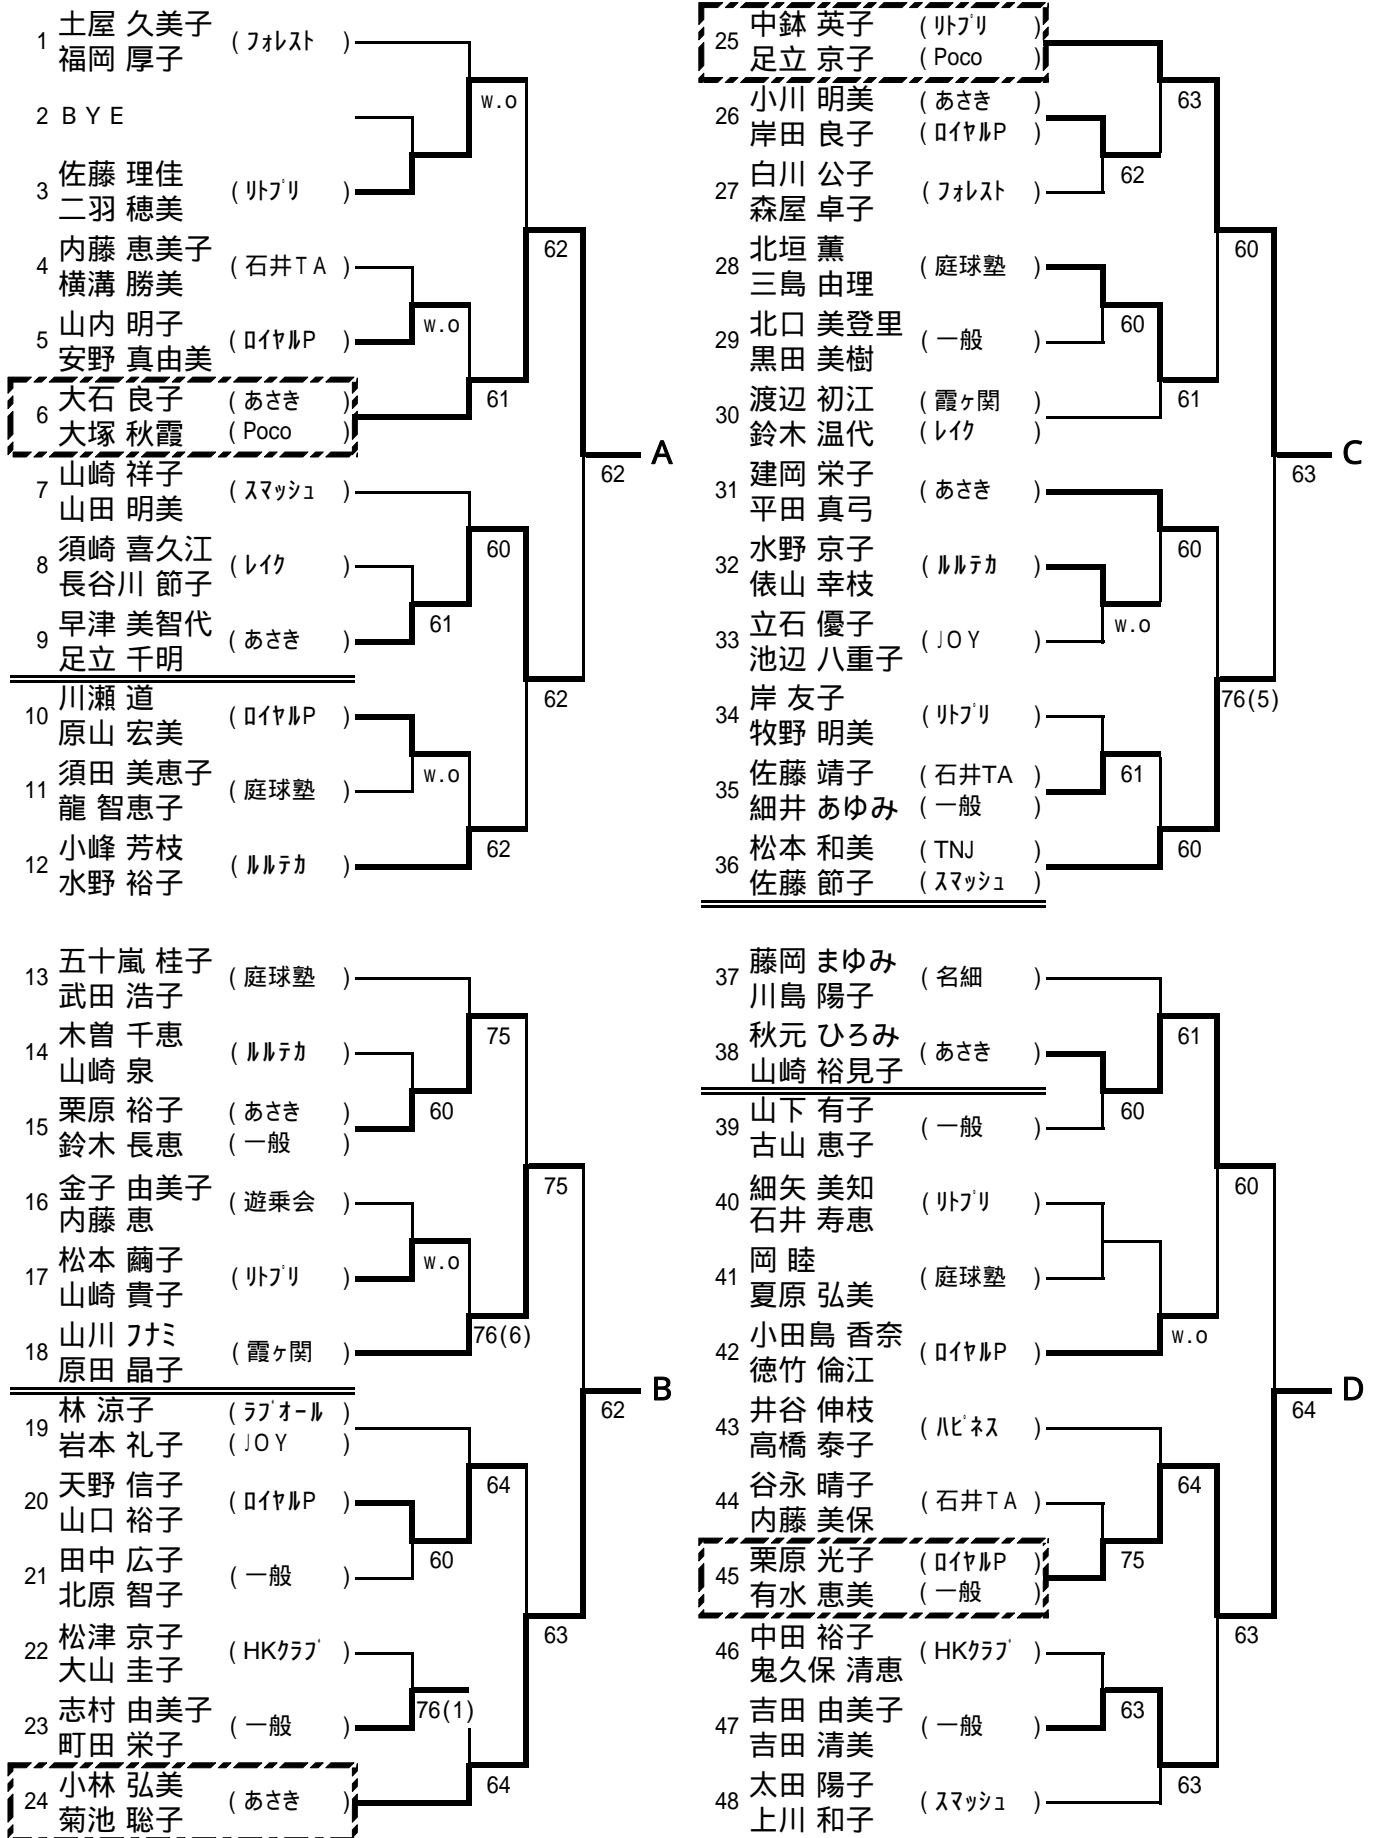 1 土屋 久美子 福岡 厚子 ( フォレスト )
2 B Y E
w.o
3 佐藤 理佳 二羽 穂美 ( リトプリ )
4 内藤 恵美子 横溝 勝美 ( 石井T A )
62
5 山内 明子 安野 真由美 ( ロイヤルP )
w.o
6 大石 良子 ( あさき ) 大塚 秋霞 ( Poco )
61
A
62
7 山崎 祥子 山田 明美 ( スマッシュ )
8 須崎 喜久江 長谷川 節子 ( レイク )
60
9 早津 美智代 足立 千明 ( あさき )
61
10 川瀬 道 原山 宏美 ( ロイヤルP )
62
11 須田 美恵子 龍 智恵子 ( 庭球塾 )
w.o
12 小峰 芳枝 水野 裕子 ( ルルテカ )
62
13 五十嵐 桂子 武田 浩子 ( 庭球塾 )
14 木曽 千恵 山崎 泉 ( ルルテカ )
75
15 栗原 裕子 ( あさき ) 鈴木 長恵 ( 一般 )
60
16 金子 由美子 内藤 恵 ( 遊乗会 )
75
17 松本 繭子 山崎 貴子 ( リトプリ )
w.o
18 山川 フナミ 原田 晶子 ( 霞ヶ関 )
76(6)
B
62
19 林 涼子 ( ラブオール ) 岩本 礼子 ( JO Y )
20 天野 信子 山口 裕子 ( ロイヤルP )
64
21 田中 広子 北原 智子 ( 一般 )
60
22 松津 京子 大山 圭子 ( HKクラブ )
63
23 志村 由美子 町田 栄子 ( 一般 )
76(1)
24 小林 弘美 菊池 聡子 ( あさき )
64
25 中鉢 英子 ( リトプリ ) 足立 京子 ( Poco )
26 小川 明美 ( あさき ) 岸田 良子 ( ロイヤルP )
63
27 白川 公子 森屋 卓子 ( フォレスト )
62
28 北垣 薫 三島 由理 ( 庭球塾 )
60
29 北口 美登里 黒田 美樹 ( 一般 )
60
30 渡辺 初江 ( 霞ヶ関 ) 鈴木 温代 ( レイク )
61
C
63
31 建岡 栄子 平田 真弓 ( あさき )
32 水野 京子 俵山 幸枝 ( ルルテカ )
60
33 立石 優子 池辺 八重子 ( JO Y )
w.o
34 岸 友子 牧野 明美 ( リトプリ )
76(5)
35 佐藤 靖子 ( 石井TA ) 細井 あゆみ ( 一般 )
61
36 松本 和美 ( TNJ ) 佐藤 節子 ( スマッシュ )
60
37 藤岡 まゆみ 川島 陽子 ( 名細 )
38 秋元 ひろみ 山崎 裕見子 ( あさき )
61
39 山下 有子 古山 恵子 ( 一般 )
60
40 細矢 美知 石井 寿恵 ( リトプリ )
60
41 岡 睦 夏原 弘美 ( 庭球塾 )
42 小田島 香奈 徳竹 倫江 ( ロイヤルP )
w.o
D
64
43 井谷 伸枝 高橋 泰子 ( ハピネス )
44 谷永 晴子 内藤 美保 ( 石井T A )
64
45 栗原 光子 ( ロイヤルP ) 有水 恵美 ( 一般 )
75
46 中田 裕子 鬼久保 清恵 ( HKクラブ )
63
47 吉田 由美子 吉田 清美 ( 一般 )
63
48 太田 陽子 上川 和子 ( スマッシュ )
63